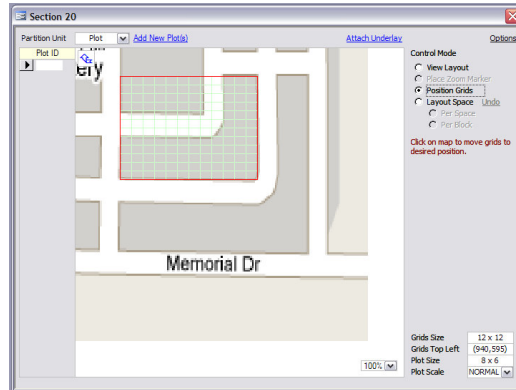 Section 20
Partition Unit Plot Add New Plot(s) Attach Underlay Options
Plot ID
ery
Control Mode
View Layout
Place Zoom Marker
Position Grids
Layout Space Undo
Per Space
Per Block
Click on map to move grids to
desired position.
Memorial Dr
Grids Size 12 x 12
Grids Top Left (940,595)
Plot Size 8 x 6
100% Plot Scale NORMAL